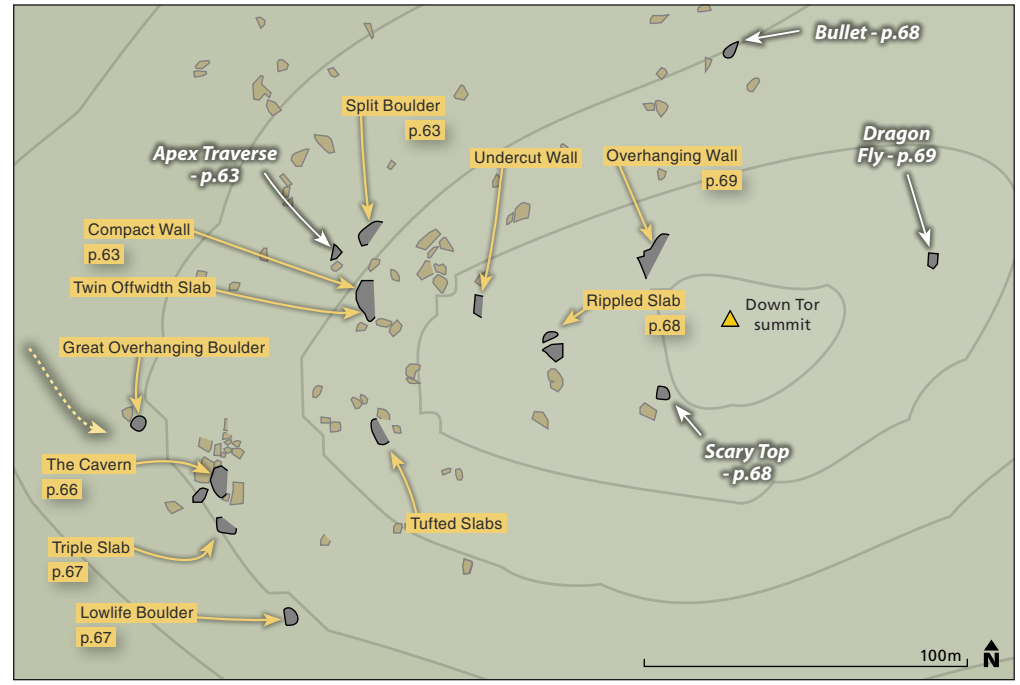 Bullet - p.68
Split Boulder
p.63
Dragon
Fly - p.69
Apex Traverse
- p.63
Undercut Wall
Overhanging Wall
p.69
Compact Wall
p.63
Twin Offwidth Slab
Rippled Slab
p.68
Down Tor
summit
Great Overhanging Boulder
Scary Top
- p.68
The Cavern
p.66
Tufted Slabs
Triple Slab
p.67
Lowlife Boulder
p.67
100m
N